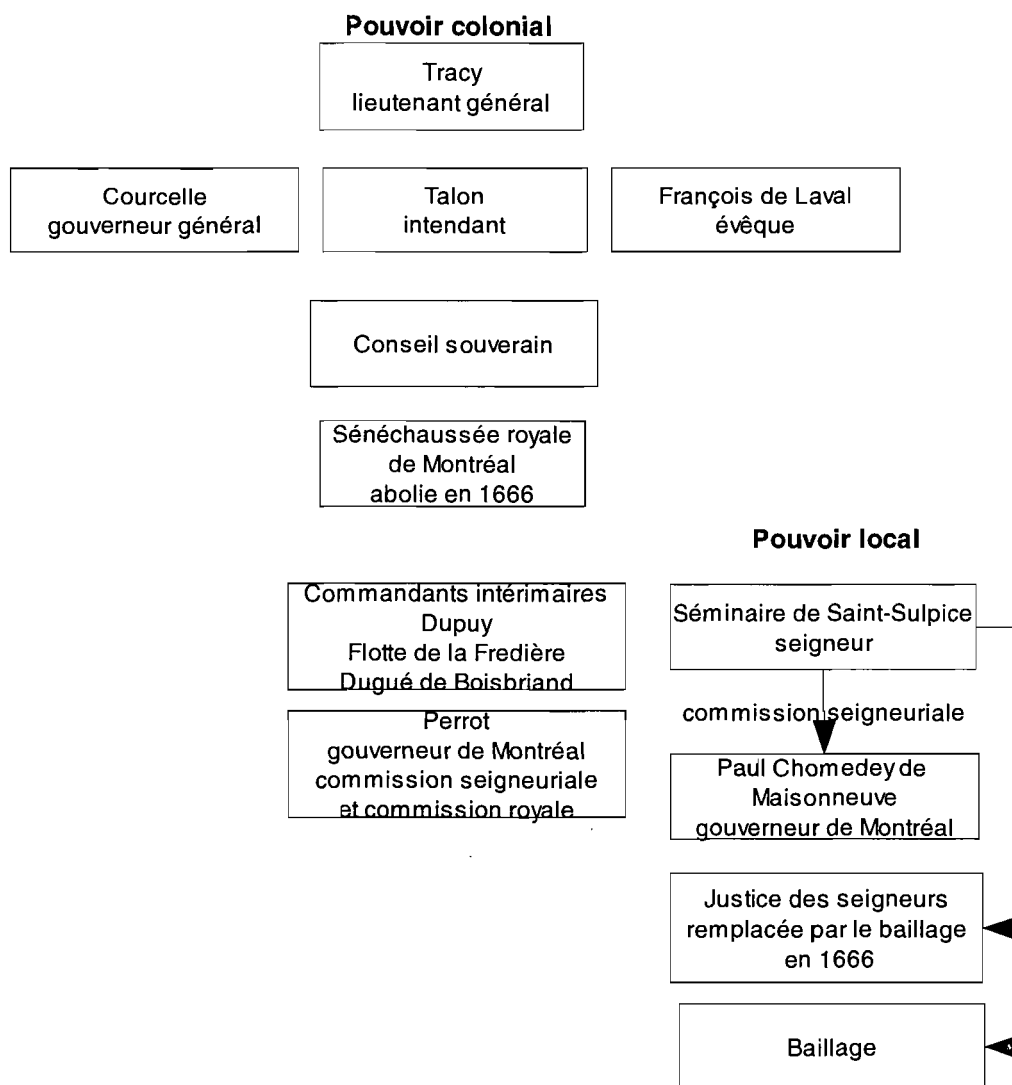 Pouvoir colonial
Tracy
lieutenant général
Courcelle
gouverneur général
Talon
intendant
François de Laval
évêque
Conseil souverain
Sénéchaussée royale
de Montréal
abolie en 1666
Pouvoir local
Commandants intérimaires
Dupuy
Flotte de la Fredière
Dugué de Boisbriand
Séminaire de Saint-Sulpice
seigneur
commission seigneuriale
Perrot
gouverneur de Montréal
commission seigneuriale
et commission royale
Paul Chomedey de
Maisonneuve
gouverneur de Montréal
Justice des seigneurs
remplacée par le baillage
en 1666
Baillage